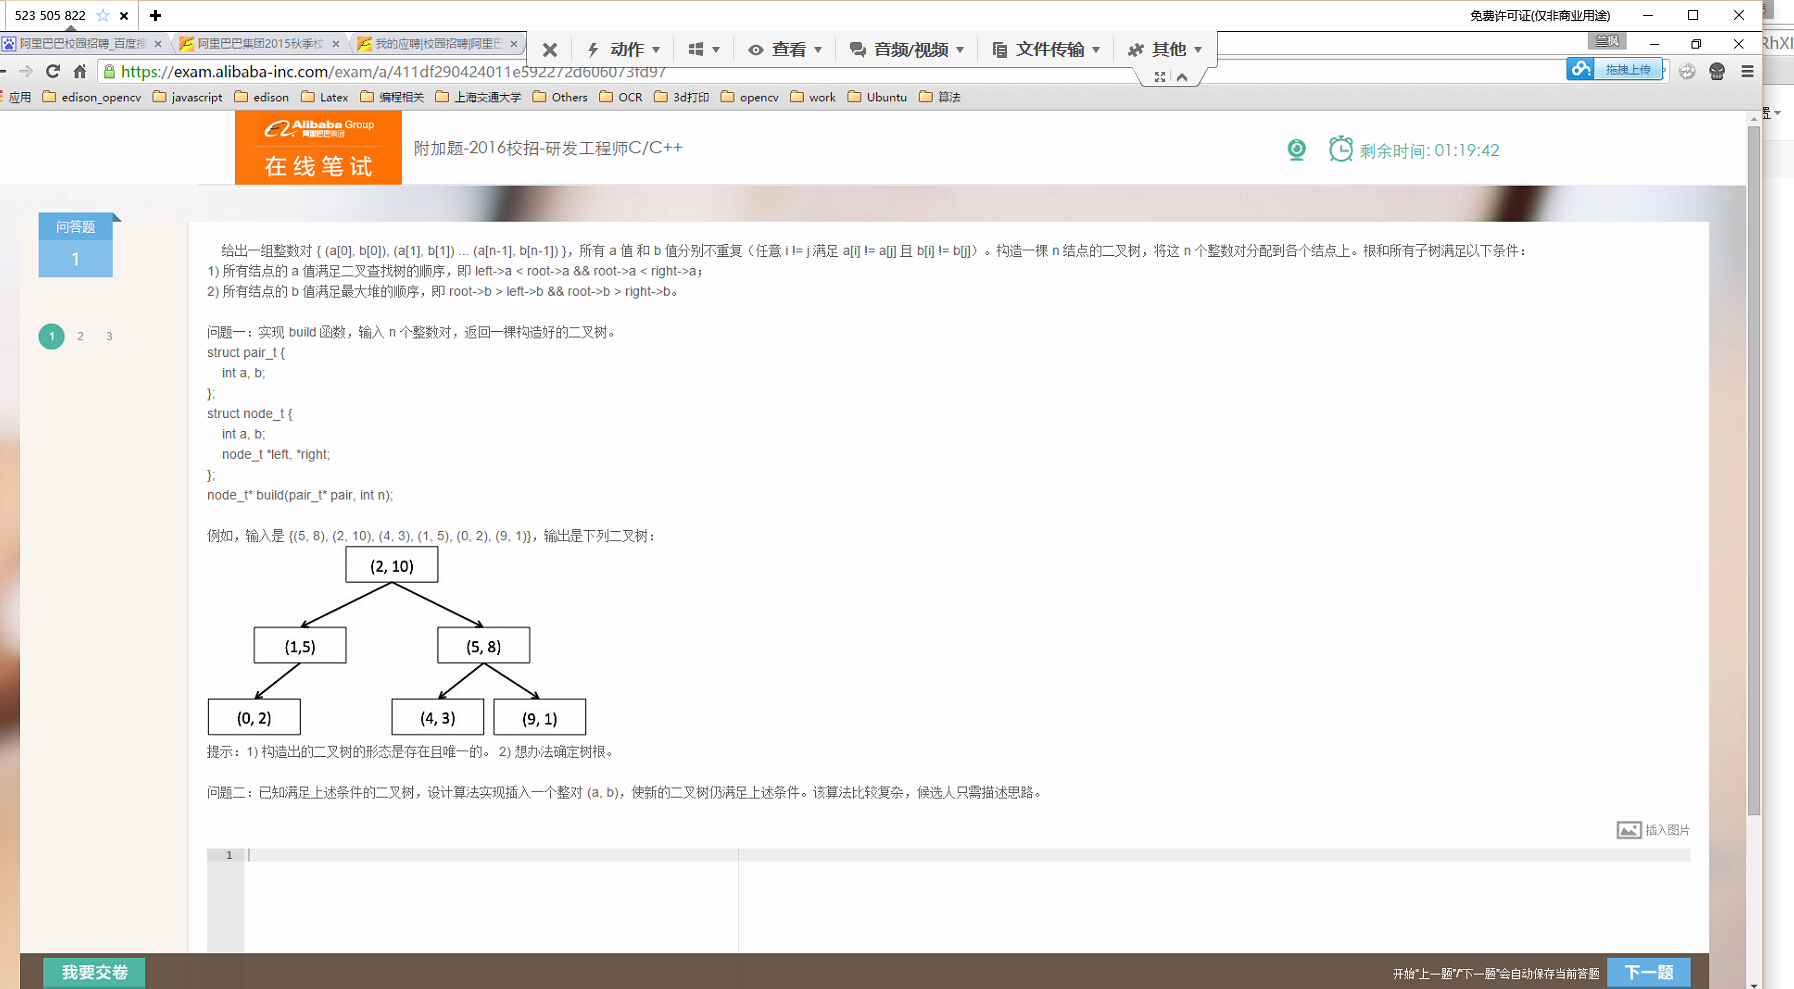 523 505 822
免费许可证(仅非商业用途)
阿里巴巴校园招聘_百度搜
阿里巴巴集团2015秋季校
我的应聘|校园招聘|阿里巴
动作
查看
音频/视频
文件传输
其他
兰枫
RhXl
https://exam.alibaba-inc.com/exam/a/411df290424011e592272d606073fd97
拖拽上传
应用
edison_opencv
javascript
edison
Latex
编程相关
上海交通大学
Others
OCR
3d打印
opencv
work
Ubuntu
算法
置
Alibaba Group
阿里巴巴集团
在线笔试
附加题-2016校招-研发工程师C/C++
剩余时间: 01:19:42
问答题
1
1 2 3
给出一组整数对 { (a[0], b[0]), (a[1], b[1]) ... (a[n-1], b[n-1]) }，所有 a 值 和 b 值分别不重复（任意 i != j 满足 a[i] != a[j] 且 b[i] != b[j]）。构造一棵 n 结点的二叉树，将这 n 个整数对分配到各个结点上。根和所有子树满足以下条件：
1) 所有结点的 a 值满足二叉查找树的顺序，即 left->a < root->a && root->a < right->a；
2) 所有结点的 b 值满足最大堆的顺序，即 root->b > left->b && root->b > right->b。
问题一：实现 build 函数，输入 n 个整数对，返回一棵构造好的二叉树。
struct pair_t {
int a, b;
};
struct node_t {
int a, b;
node_t *left, *right;
};
node_t* build(pair_t* pair, int n);
例如，输入是 {(5, 8), (2, 10), (4, 3), (1, 5), (0, 2), (9, 1)}，输出是下列二叉树：
(2, 10)
(1,5)
(5, 8)
(0, 2)
(4, 3)
(9, 1)
提示：1) 构造出的二叉树的形态是存在且唯一的。 2) 想办法确定树根。
问题二：已知满足上述条件的二叉树，设计算法实现插入一个整对 (a, b)，使新的二叉树仍满足上述条件。该算法比较复杂，候选人只需描述思路。
插入图片
1
我要交卷
开始"上一题"/"下一题"会自动保存当前答题
下一题